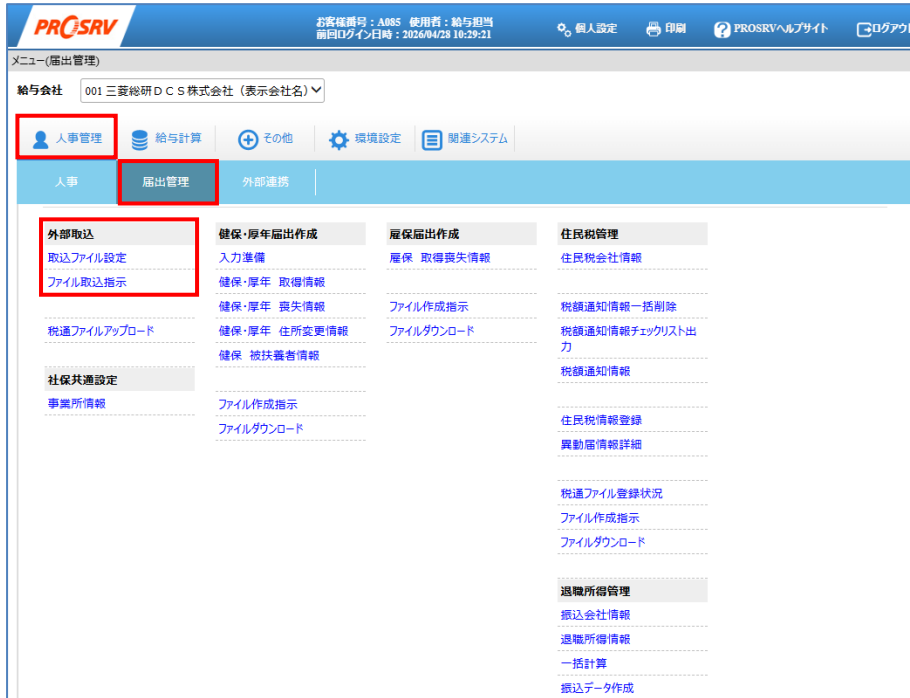 PROSRV
お客様番号:A085 使用者:給与担当
前回ログイン日時:2026/04/28 10:29:21
個人設定
印刷
PROSRVヘルプサイト
ログアウト
メニュー(届出管理)
給与会社
001 三菱総研DCS株式会社(表示会社名)
人事管理
給与計算
その他
環境設定
関連システム
人事
届出管理
外部連携
外部取込
取込ファイル設定
ファイル取込指示
税通ファイルアップロード
社保共通設定
事業所情報
健保・厚年届出作成
入力準備
健保・厚年 取得情報
健保・厚年 喪失情報
健保・厚年 住所変更情報
健保 被扶養者情報
ファイル作成指示
ファイルダウンロード
雇保届出作成
雇保 取得喪失情報
ファイル作成指示
ファイルダウンロード
住民税管理
住民税会社情報
税額通知情報一括削除
税額通知情報チェックリスト出
力
税額通知情報
住民税情報登録
異動届情報詳細
税通ファイル登録状況
ファイル作成指示
ファイルダウンロード
退職所得管理
振込会社情報
退職所得情報
一括計算
振込データ作成